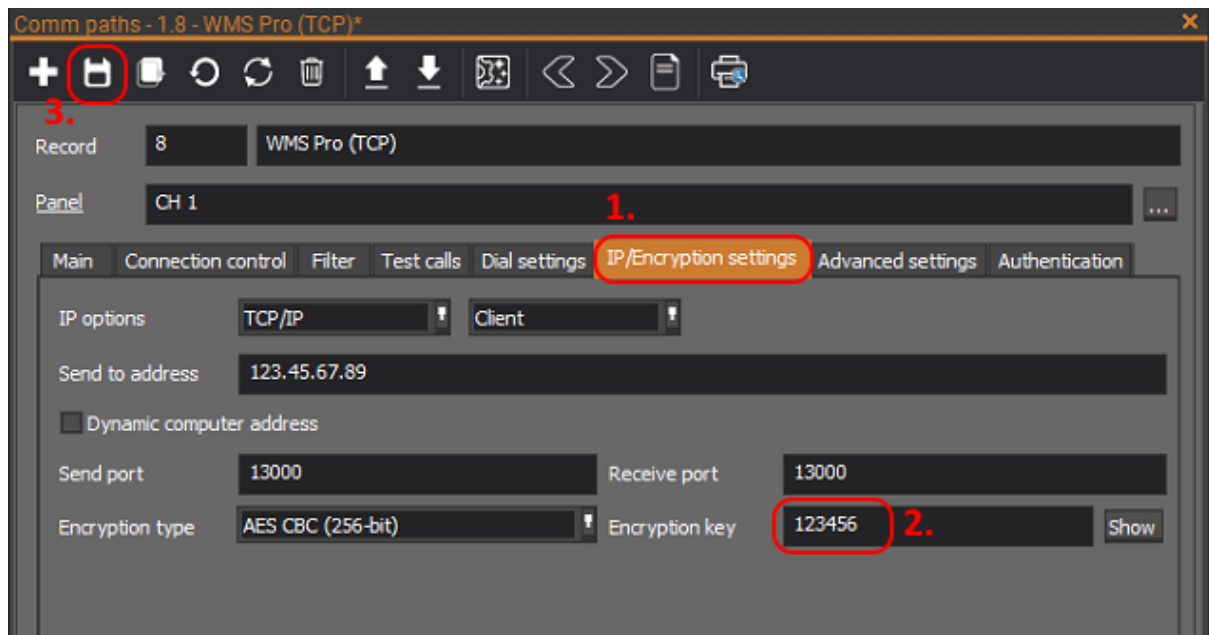 Comm paths - 1.8 - WMS Pro (TCP)*
3.
Record 8 WMS Pro (TCP)
Panel CH 1 ...
1.
Main Connection control Filter Test calls Dial settings IP/Encryption settings Advanced settings Authentication
IP options TCP/IP Client
Send to address 123.45.67.89
Dynamic computer address
Send port 13000 Receive port 13000
Encryption type AES CBC (256-bit) Encryption key 123456 2. Show